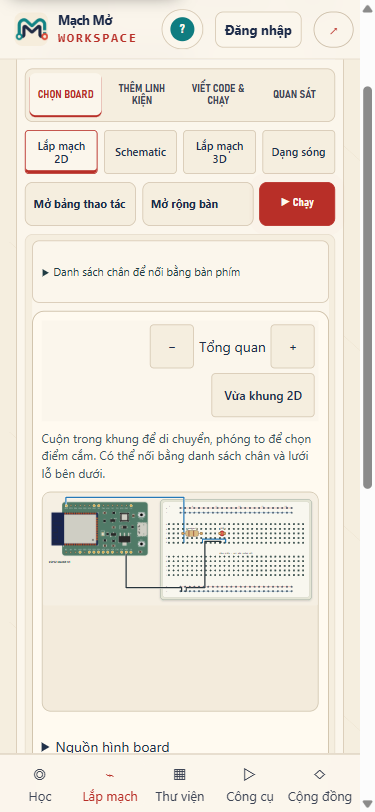 Mạch Mở
WORKSPACE
?
Đăng nhập
↗
CHỌN BOARD
THÊM LINH
KIỆN
VIẾT CODE &
CHẠY
QUAN SÁT
Lắp mạch
2D
Schematic
Lắp mạch
3D
Dạng sóng
Mở bảng thao tác
Mở rộng bàn
▶ Chạy
▶ Danh sách chân để nối bằng bàn phím
−
Tổng quan
+
Vừa khung 2D
Cuộn trong khung để di chuyển, phóng to để chọn
điểm cắm. Có thể nối bằng danh sách chân và lưới
lỗ bên dưới.
▶ Nguồn hình board
Học
Lắp mạch
Thư viện
Công cụ
Cộng đồng